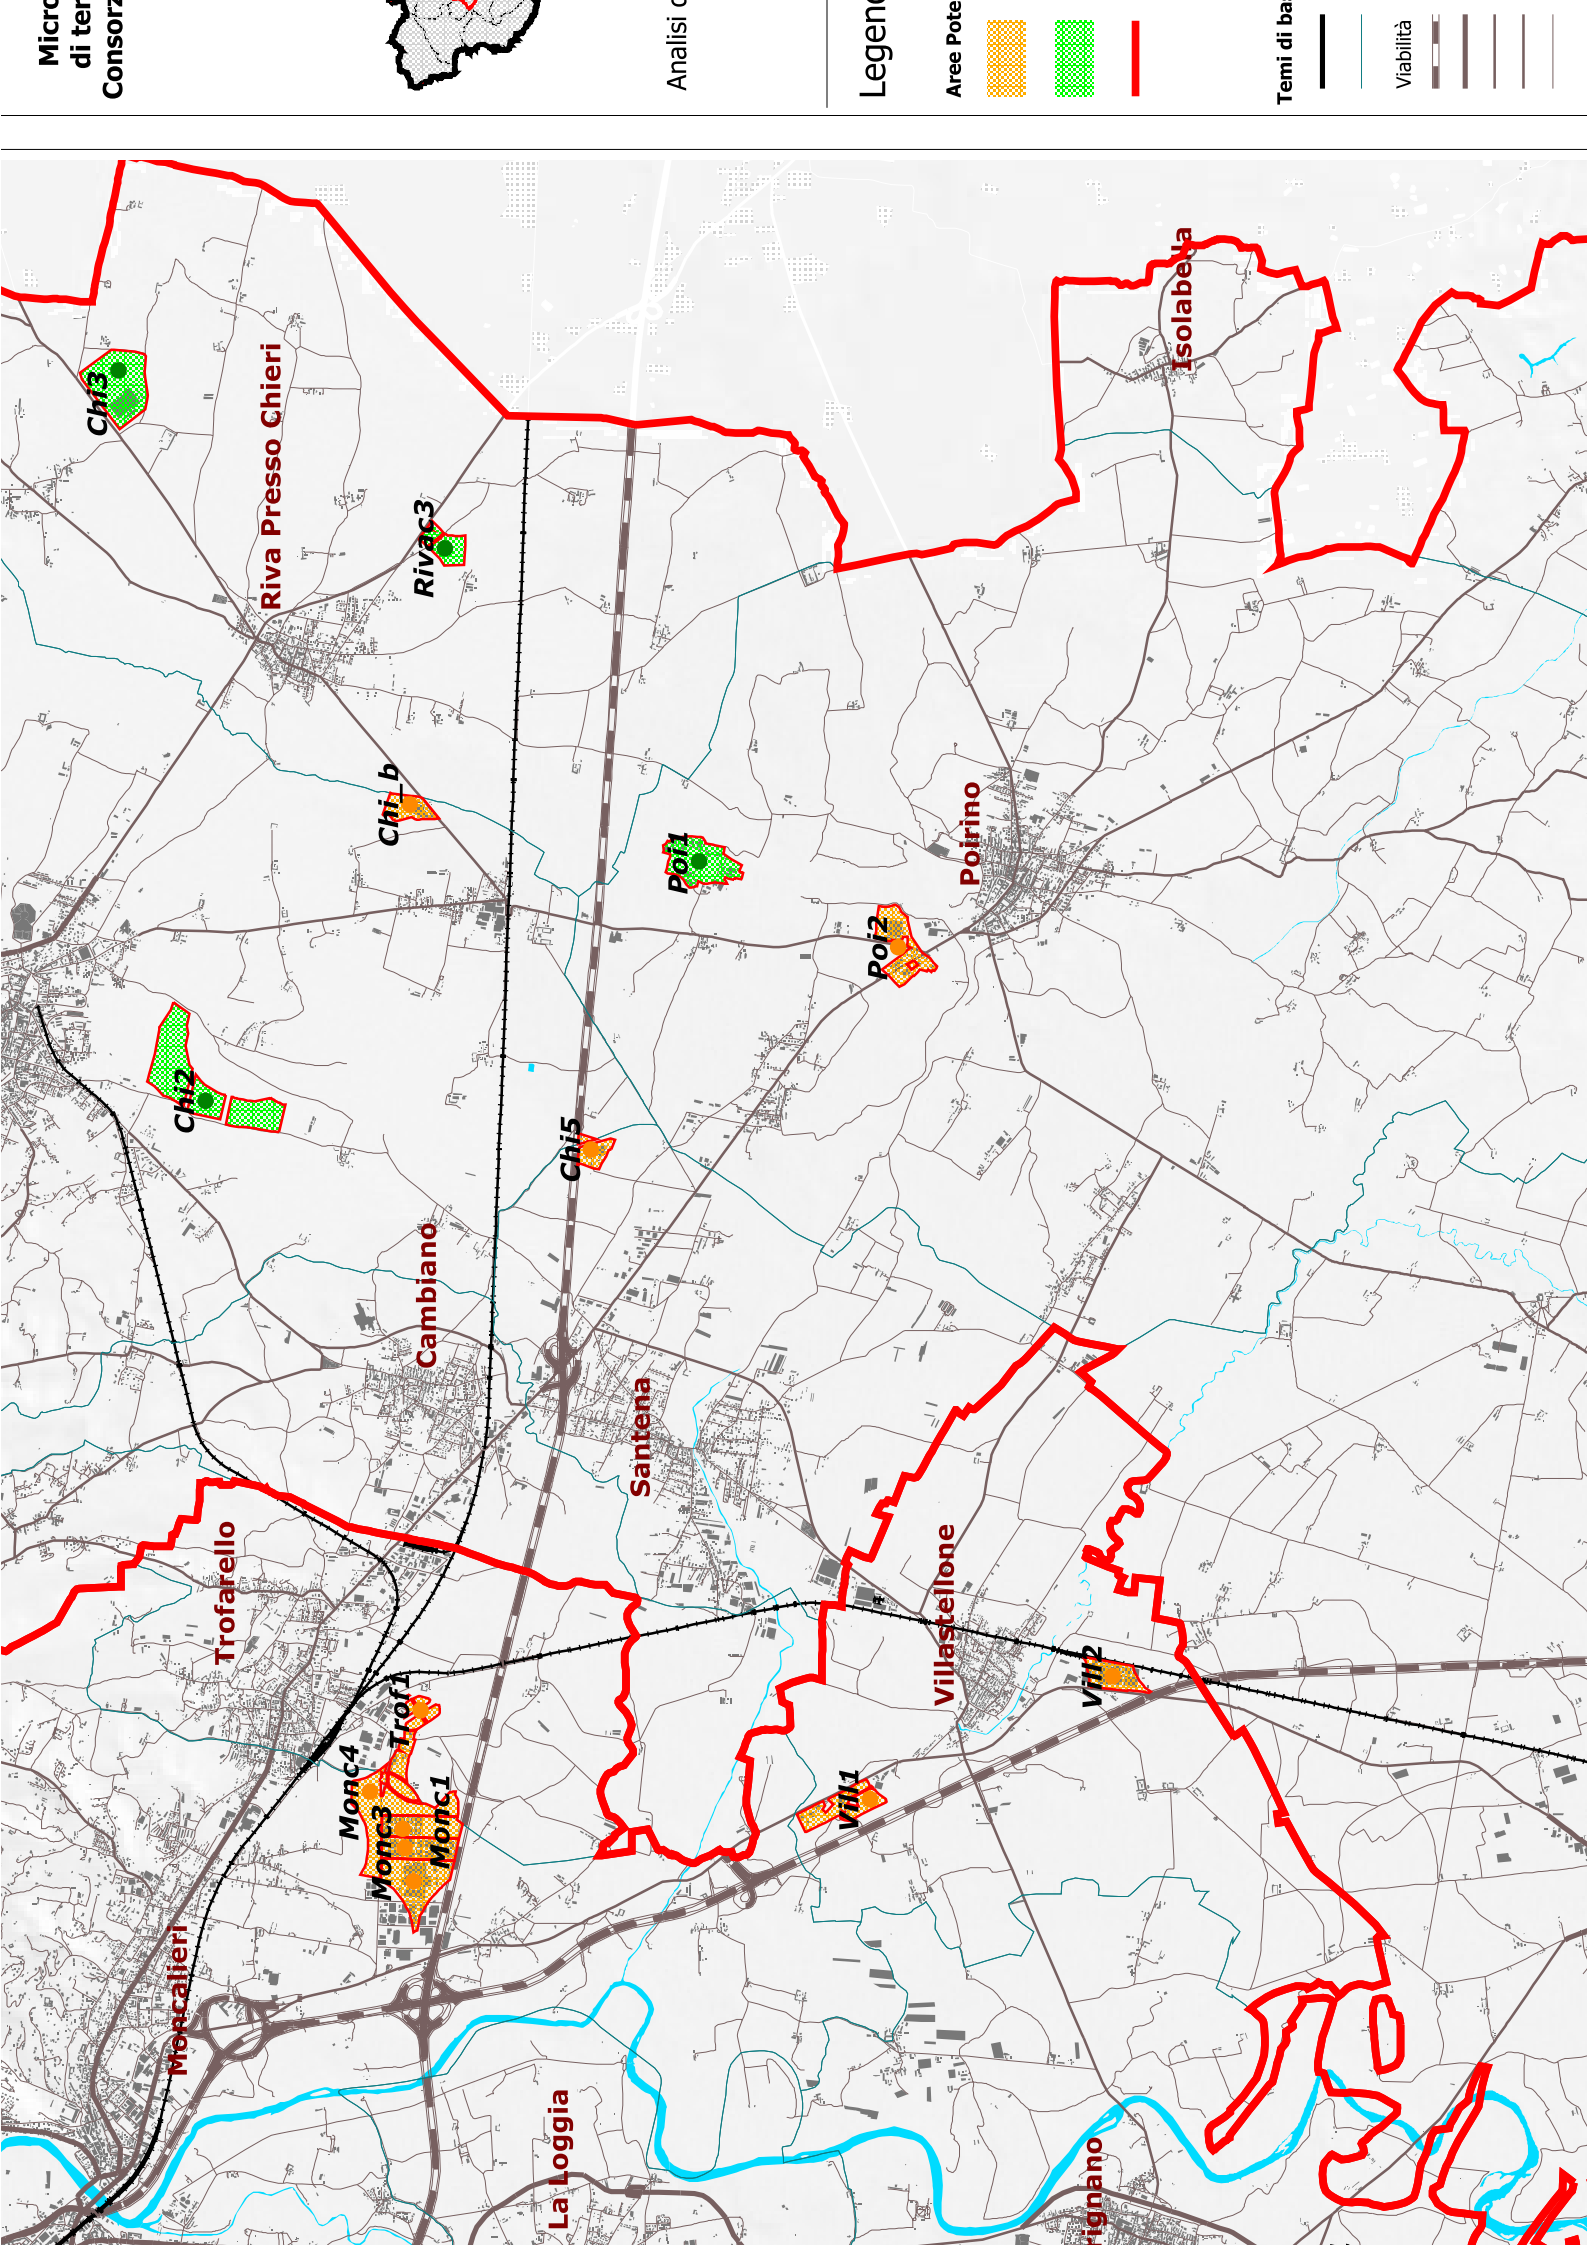 Micro
di ter
Consorz
Analisi
Legen
Aree Pote
Temi di ba
Viabilità
Chi3
Riva Presso Chieri
Rivac3
Isolabella
Chi_b
Poi1
Poirino
Poi2
Chi2
Chi5
Cambiano
Santena
Trofarello
Villastellone
Vill2
Trof1
Monc4
Monc3
Monc1
Vill1
Moncalieri
La Loggia
rignano